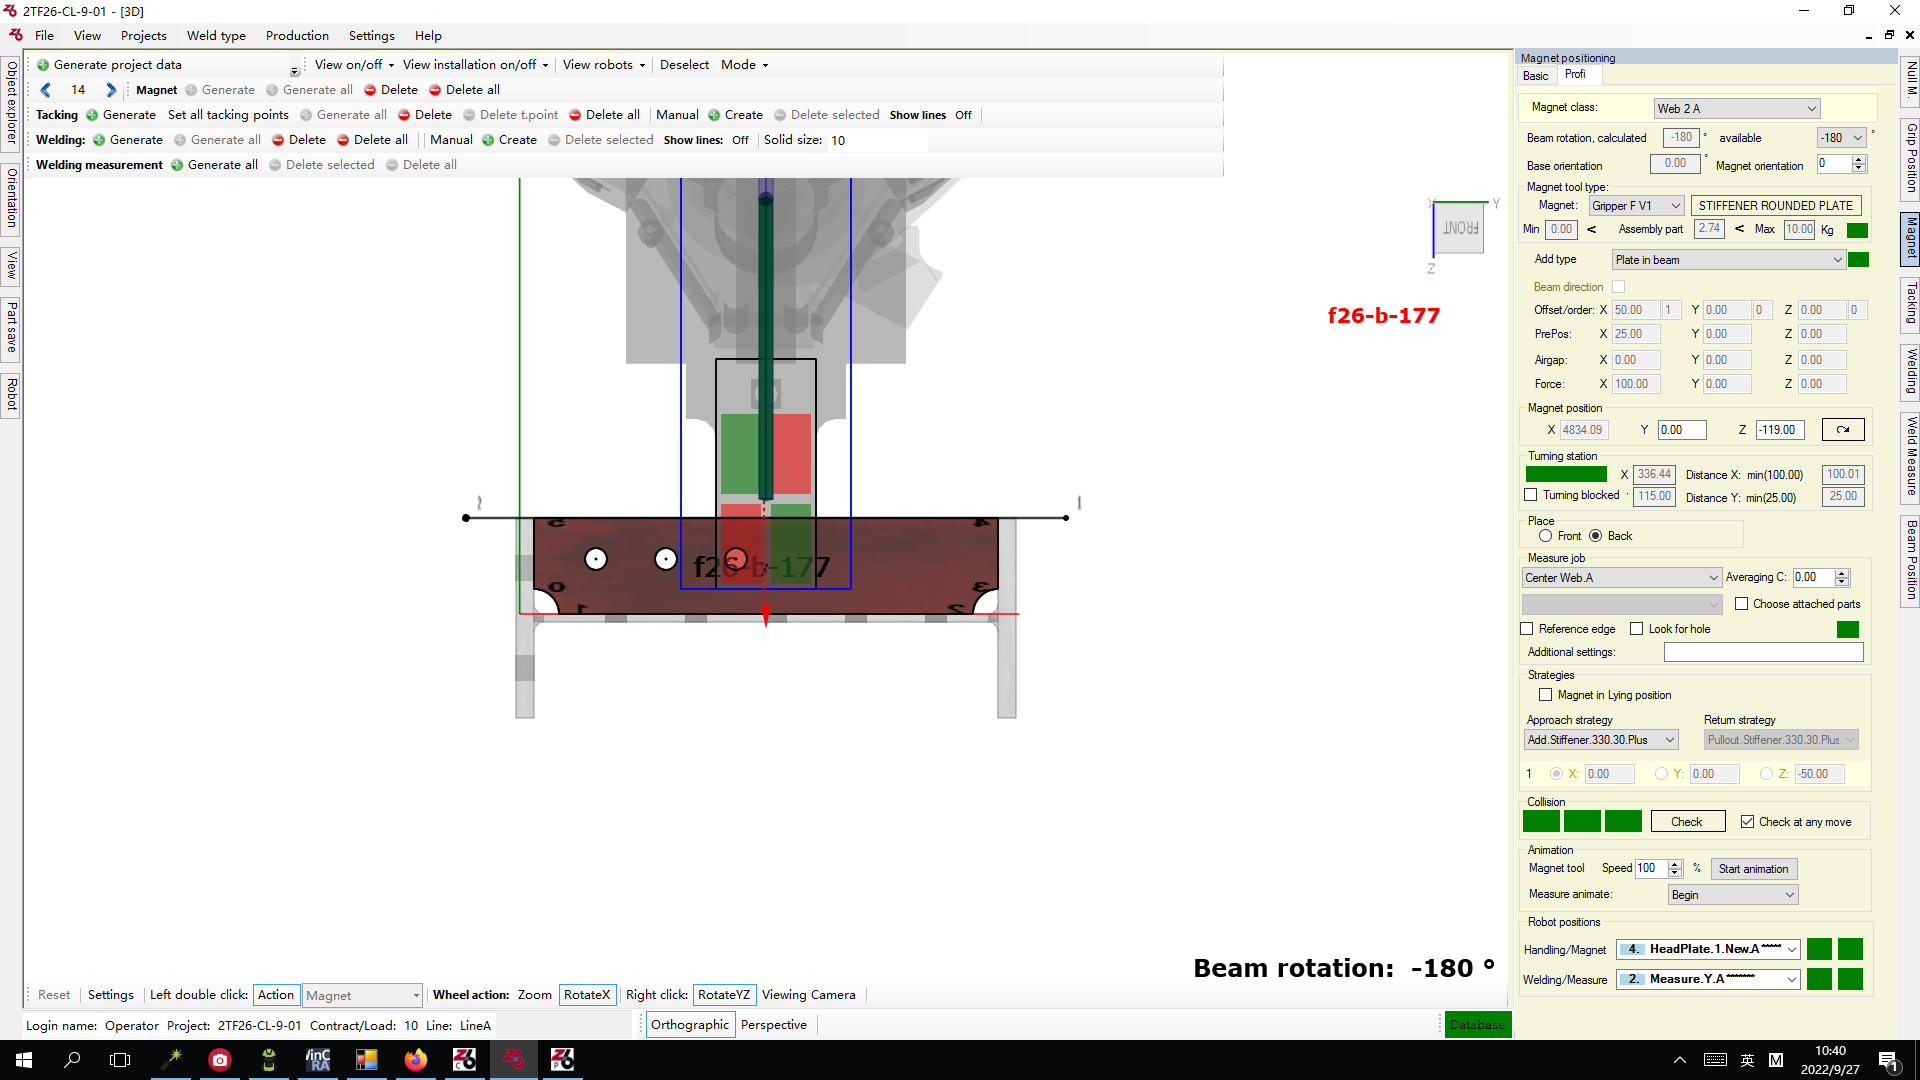 2TF26-CL-9-01 - [3D]
File View Projects Weld type Production Settings Help
Generate project data View on/off View installation on/off View robots Deselect Mode
14 Magnet Generate Generate all Delete Delete all
Tacking Generate Set all tacking points Generate all Delete Delete t.point Delete all Manual Create Delete selected Show lines Off
Welding: Generate Generate all Delete Delete all Manual Create Delete selected Show lines: Off Solid size: 10
Welding measurement Generate all Delete selected Delete all
Object explorer
Orientation
View
Part save
Robot
X Y
FRONT
Z
f26-b-177
2 1
5 4
f26-b-177
0 3
1 2
Beam rotation: -180 °
Magnet positioning
Basic Profi
Magnet class: Web 2 A
Beam rotation, calculated -180 ° available -180 °
Base orientation 0.00 ° Magnet orientation 0
Magnet tool type:
Magnet: Gripper F V1 STIFFENER ROUNDED PLATE
Min 0.00 < Assembly part 2.74 < Max 10.00 Kg
Add type Plate in beam
Beam direction
Offset/order: X 50.00 1 Y 0.00 0 Z 0.00 0
PrePos: X 25.00 Y 0.00 Z 0.00
Airgap: X 0.00 Y 0.00 Z 0.00
Force: X 100.00 Y 0.00 Z 0.00
Magnet position
X 4834.09 Y 0.00 Z -119.00
Turning station
X 336.44 Distance X: min(100.00) 100.01
Turning blocked 115.00 Distance Y: min(25.00) 25.00
Place
Front Back
Measure job
Center Web.A Averaging C: 0.00
Choose attached parts
Reference edge Look for hole
Additional settings:
Strategies
Magnet in Lying position
Approach strategy Return strategy
Add.Stiffener.330.30.Plus Pullout.Stiffener.330.30.Plus
1 X: 0.00 Y: 0.00 Z: -50.00
Collision
Check Check at any move
Animation
Magnet tool Speed 100 % Start animation
Measure animate: Begin
Robot positions
Handling/Magnet 4. HeadPlate.1.New.A *****
Welding/Measure 2. Measure.Y.A *******
Null M.
Grip Position
Magnet
Tacking
Welding
Weld Measure
Beam Position
Reset Settings Left double click: Action Magnet Wheel action: Zoom RotateX Right click: RotateYZ Viewing Camera
Login name: Operator Project: 2TF26-CL-9-01 Contract/Load: 10 Line: LineA Orthographic Perspective Database
英 M 10:40
2022/9/27
1